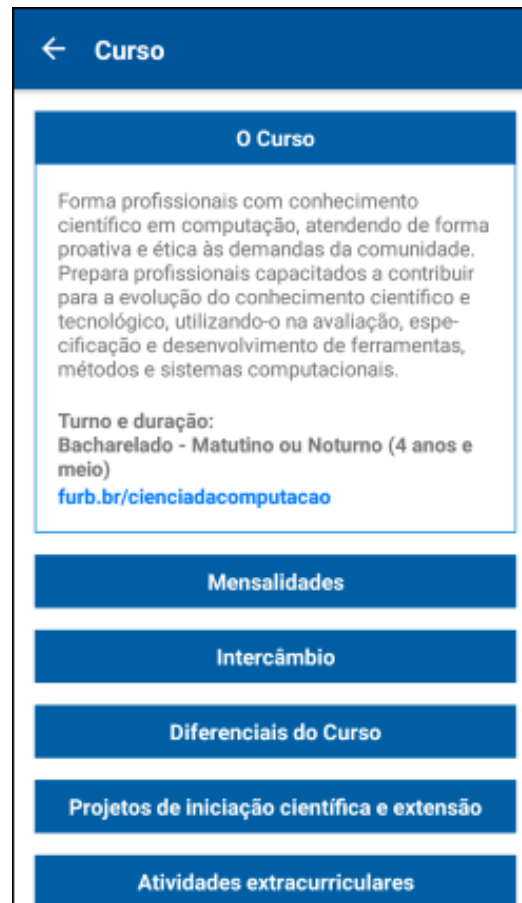 Curso
O Curso
Forma profissionais com conhecimento
científico em computação, atendendo de forma
proativa e ética às demandas da comunidade.
Prepara profissionais capacitados a contribuir
para a evolução do conhecimento científico e
tecnológico, utilizando-o na avaliação, espe-
cificação e desenvolvimento de ferramentas,
métodos e sistemas computacionais.
Turno e duração:
Bacharelado - Matutino ou Noturno (4 anos e
meio)
furb.br/cienciadacomputacao
Mensalidades
Intercâmbio
Diferenciais do Curso
Projetos de iniciação científica e extensão
Atividades extracurriculares